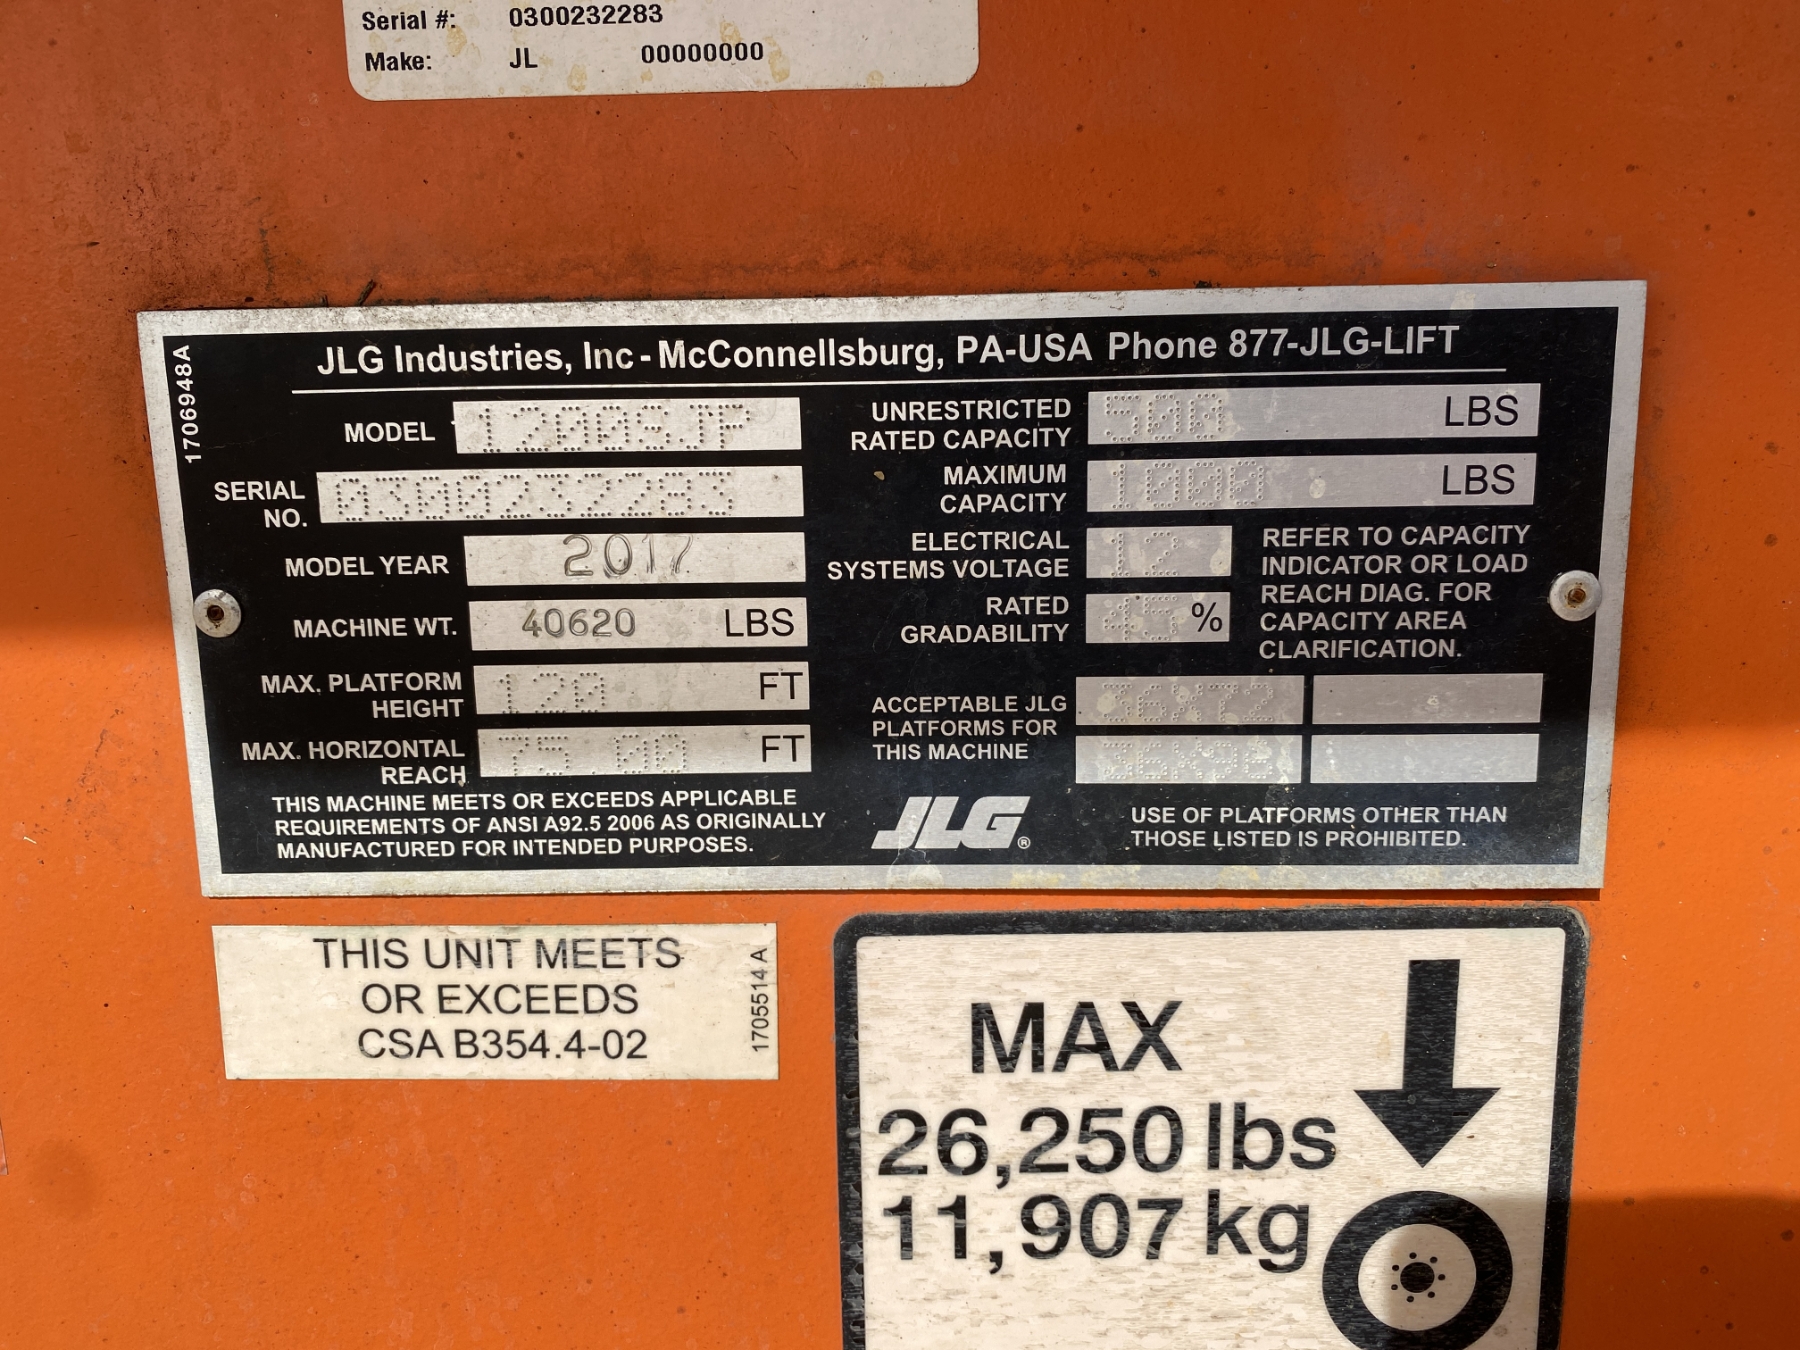 Serial #: 0300232283
Make: JL 00000000
1706948A
JLG Industries, Inc - McConnellsburg, PA-USA Phone 877-JLG-LIFT
MODEL 1200SJP
SERIAL NO. 0300232283
MODEL YEAR 2017
MACHINE WT. 40620 LBS
MAX. PLATFORM HEIGHT 120 FT
MAX. HORIZONTAL REACH 75.00 FT
THIS MACHINE MEETS OR EXCEEDS APPLICABLE
REQUIREMENTS OF ANSI A92.5 2006 AS ORIGINALLY
MANUFACTURED FOR INTENDED PURPOSES.
UNRESTRICTED RATED CAPACITY 500 LBS
MAXIMUM CAPACITY 1000 LBS
ELECTRICAL SYSTEMS VOLTAGE 12
RATED GRADABILITY 45 %
REFER TO CAPACITY
INDICATOR OR LOAD
REACH DIAG. FOR
CAPACITY AREA
CLARIFICATION.
ACCEPTABLE JLG
PLATFORMS FOR
THIS MACHINE
36X72
36X96
JLG®
USE OF PLATFORMS OTHER THAN
THOSE LISTED IS PROHIBITED.
THIS UNIT MEETS
OR EXCEEDS
CSA B354.4-02
1705514 A
MAX
26,250 lbs
11,907 kg